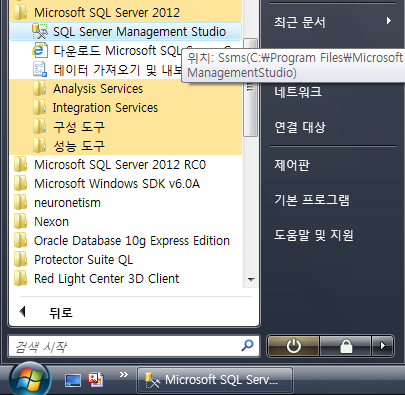 Microsoft SQL Server 2012
SQL Server Management Studio
다운로드 Microsoft SQL Server
데이터 가져오기 및 내보
위치: Ssms(C:₩Program Files₩Microsoft
ManagementStudio)
Analysis Services
Integration Services
구성 도구
성능 도구
Microsoft SQL Server 2012 RC0
Microsoft Windows SDK v6.0A
neuronetism
Nexon
Oracle Database 10g Express Edition
Protector Suite QL
Red Light Center 3D Client
뒤로
검색 시작
최근 문서
네트워크
연결 대상
제어판
기본 프로그램
도움말 및 지원
Microsoft SQL Serv...